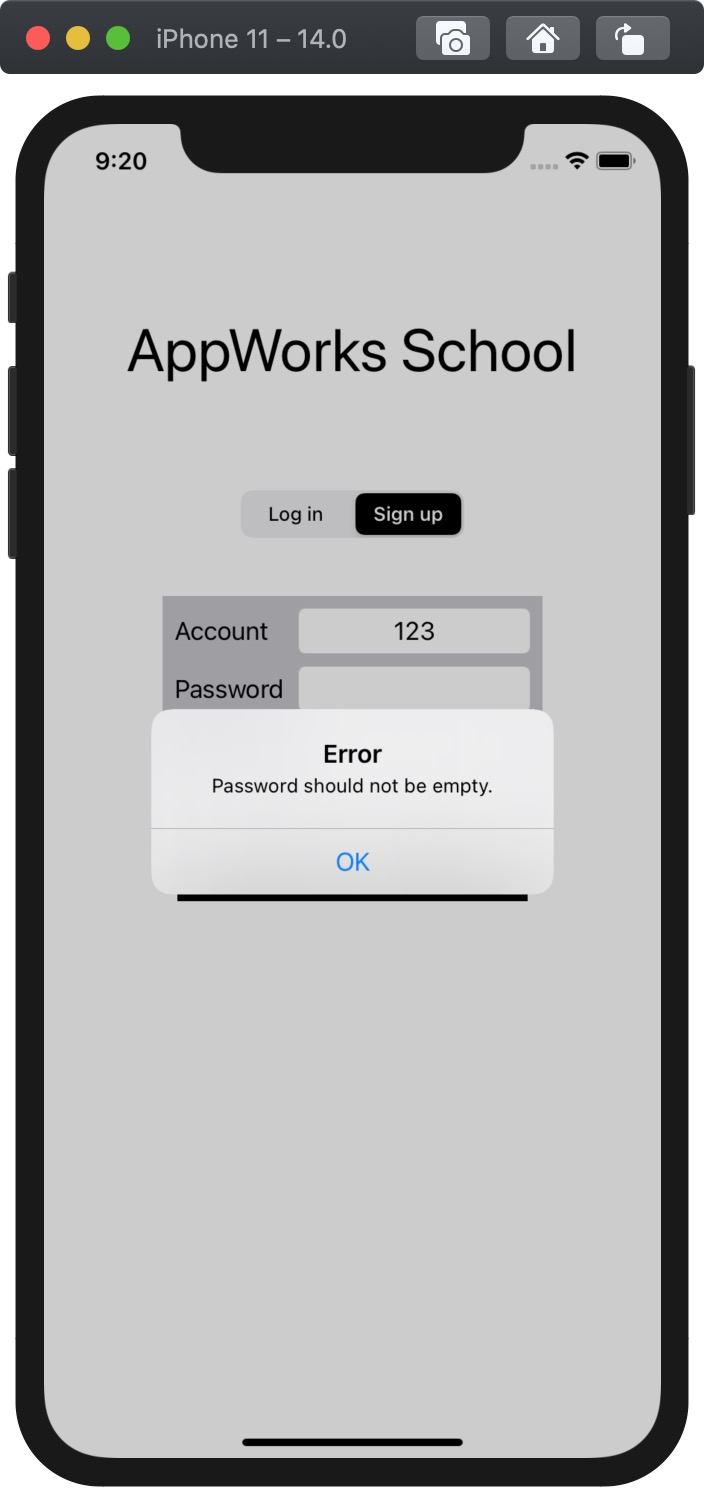 iPhone 11 – 14.0
9:20
AppWorks School
Log in
Sign up
Account
123
Password
Error
Password should not be empty.
OK